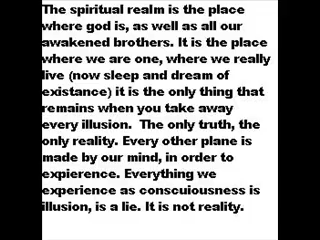 The spiritual realm is the place
where god is, as well as all our
awakened brothers. It is the place
where we are one, where we really
live (now sleep and dream of
existance) it is the only thing that
remains when you take away
every illusion.  The only truth, the
only reality. Every other plane is
made by our mind, in order to
expierence. Everything we
experience as conscuiousness is
illusion, is a lie. It is not reality.